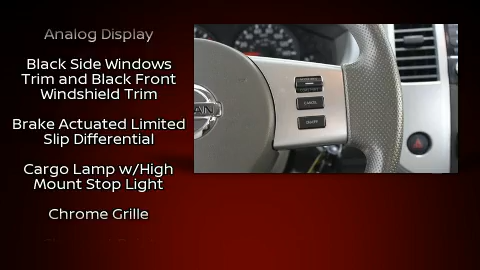 Analog Display
Black Side Windows
Trim and Black Front
Windshield Trim
Brake Actuated Limited
Slip Differential
Cargo Lamp w/High
Mount Stop Light
Chrome Grille
CANCEL